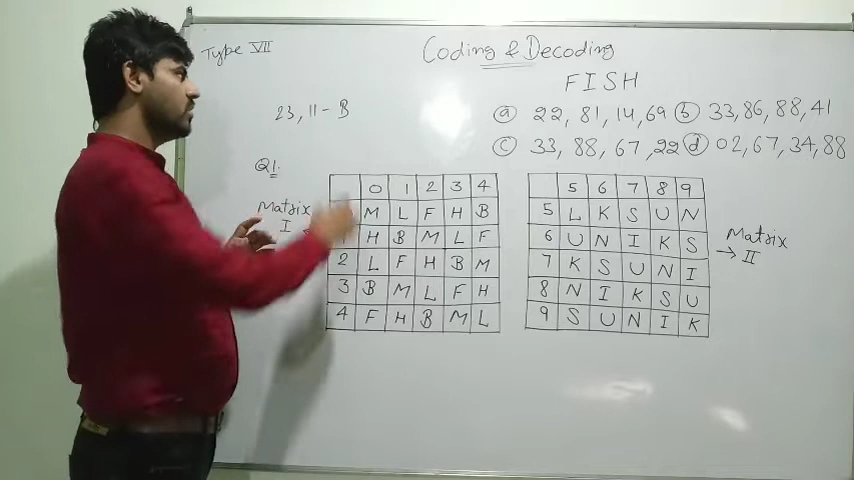 Type VII
Coding & Decoding
FISH
23, 11 - B
(a) 22, 81, 14, 69 (b) 33, 86, 88, 41
(c) 33, 88, 67, 22 (d) 02, 67, 34, 88
Q1.
Matrix I
0 1 2 3 4
M L F H B
H B M L F
2 L F H B M
3 B M L F H
4 F H B M L
5 6 7 8 9
5 L K S U N
6 U N I K S
7 K S U N I
8 N I K S U
9 S U N I K
Matrix
→ II